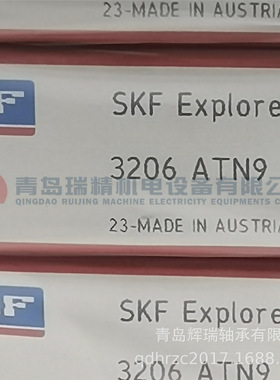 23-MADE IN AUSTRIA
SKF Explore
3206 ATN9
青岛瑞精机电设备有限公司
QINGDAO RUIJING MACHINE ELECTRICITY EQUIPMENTS
23-MADE IN AUSTRIA
SKF Explore
青岛辉瑞轴承有限公
qdhrzc2017.1688.
3206 ATN9